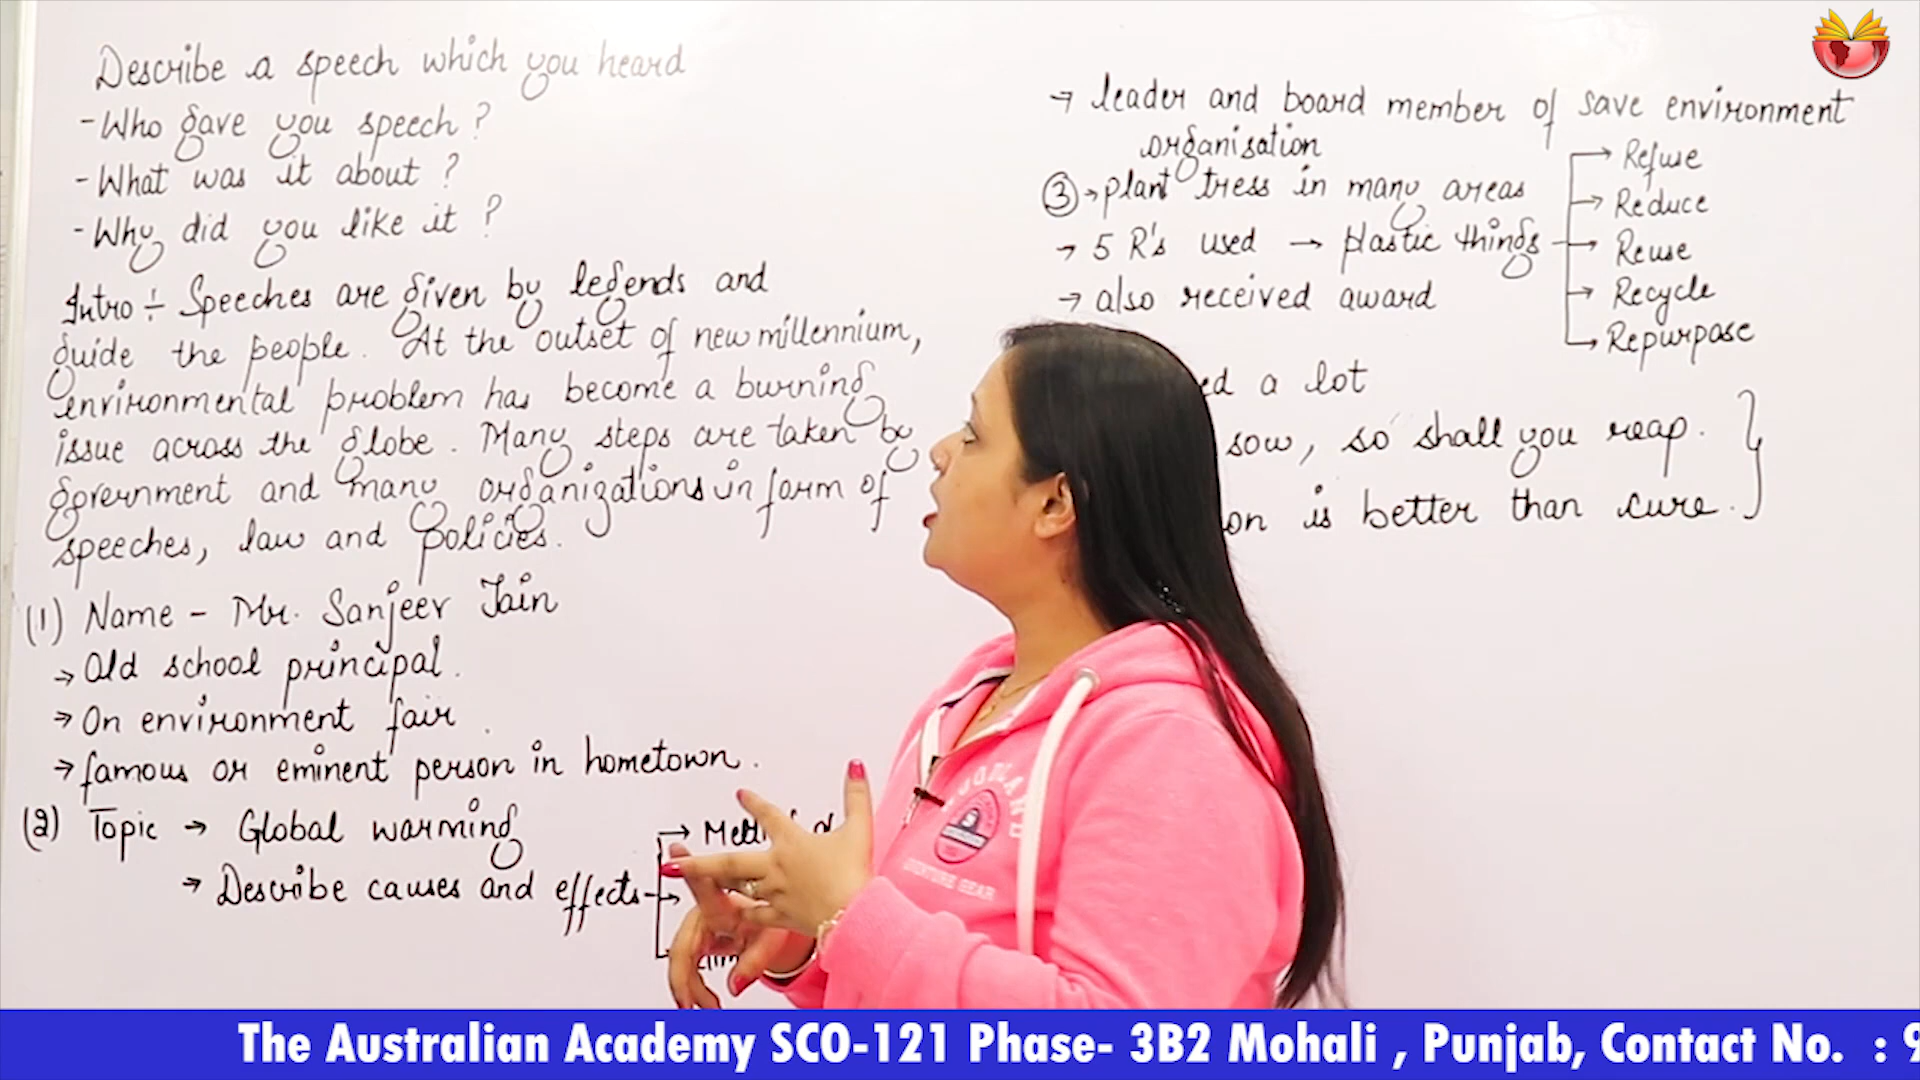 Describe a speech which you heard
- Who gave you speech ?
- What was it about ?
- Why did you like it ?
Intro ÷ Speeches are given by legends and
guide the people. At the outset of new millennium,
environmental problem has become a burning
issue across the globe. Many steps are taken by
government and many organizations in form of
speeches, law and policies.
(1) Name - Mr. Sanjeev Jain
→ Old school principal.
→ On environment fair.
→ famous or eminent person in hometown.
(2) Topic → Global warming
→ Describe causes and effects
→ leader and board member of save environment
organisation
③ → plant tress in many areas
→ 5 R's used → plastic things
→ Refuse
→ Reduce
→ Reuse
→ Recycle
→ Repurpose
→ also received award
a lot
sow, so shall you reap.
is better than cure.
The Australian Academy SCO-121 Phase- 3B2 Mohali , Punjab, Contact No. : 9